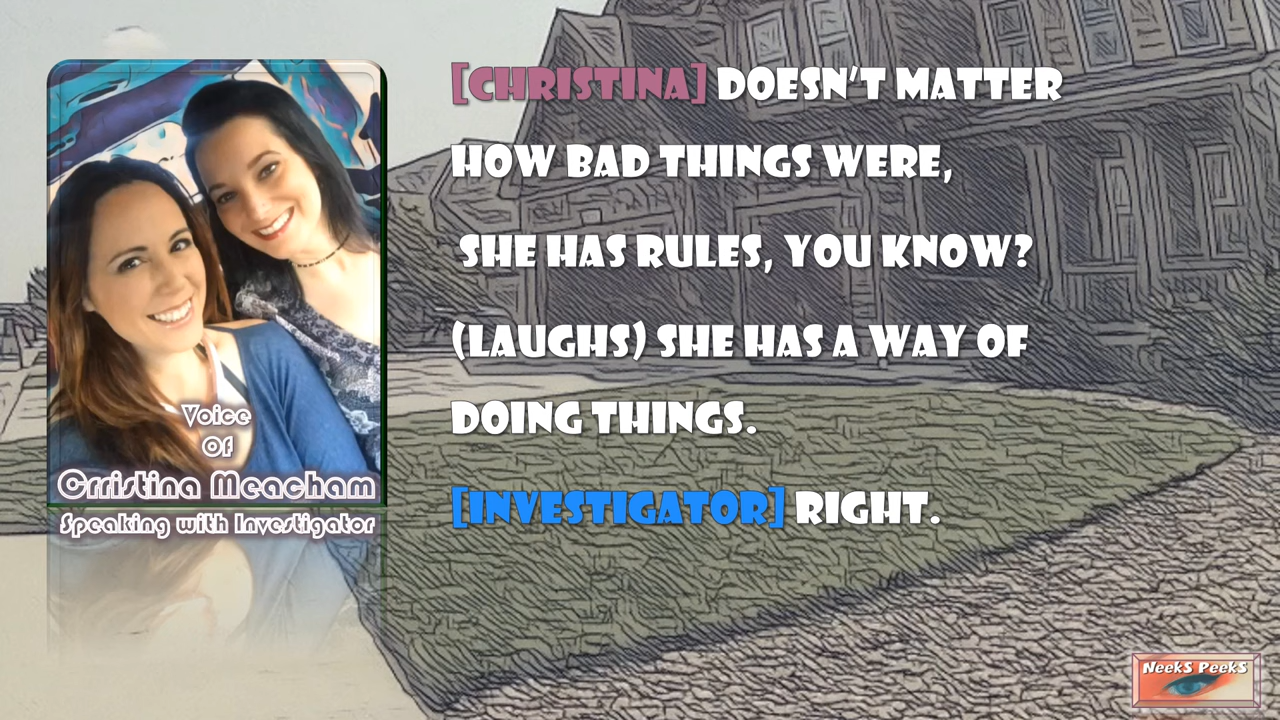 [CHRISTINA] DOESN'T MATTER
HOW BAD THINGS WERE,
SHE HAS RULES, YOU KNOW?
(LAUGHS) SHE HAS A WAY OF
DOING THINGS.
[INVESTIGATOR] RIGHT.
Voice
Of
Crristina Meacham
Speaking with Investigator
NeekS PeekS